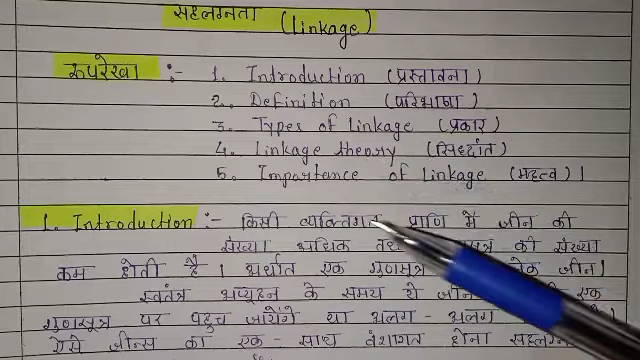 सहलग्नता (Linkage)
रूपरेखा :- 1. Introduction (प्रस्तावना)
2. Definition (परिभाषा)
3. Types of linkage (प्रकार)
4. Linkage theory (सिद्धांत)
5. Importance of linkage (महत्व) |
1. Introduction :- किसी व्यक्तिगत प्राणि में जीन की
संख्या अधिक की संख्या
कम होती है । अर्थात एक गुणसूत्र जीन।
स्वतंत्र अपव्यूहन के समय ये जीन एक
गुणसूत्र पर पहुच जायेंगे या अलग - अलग
ऐसे जीन्स का एक - साथ वंशागत होना